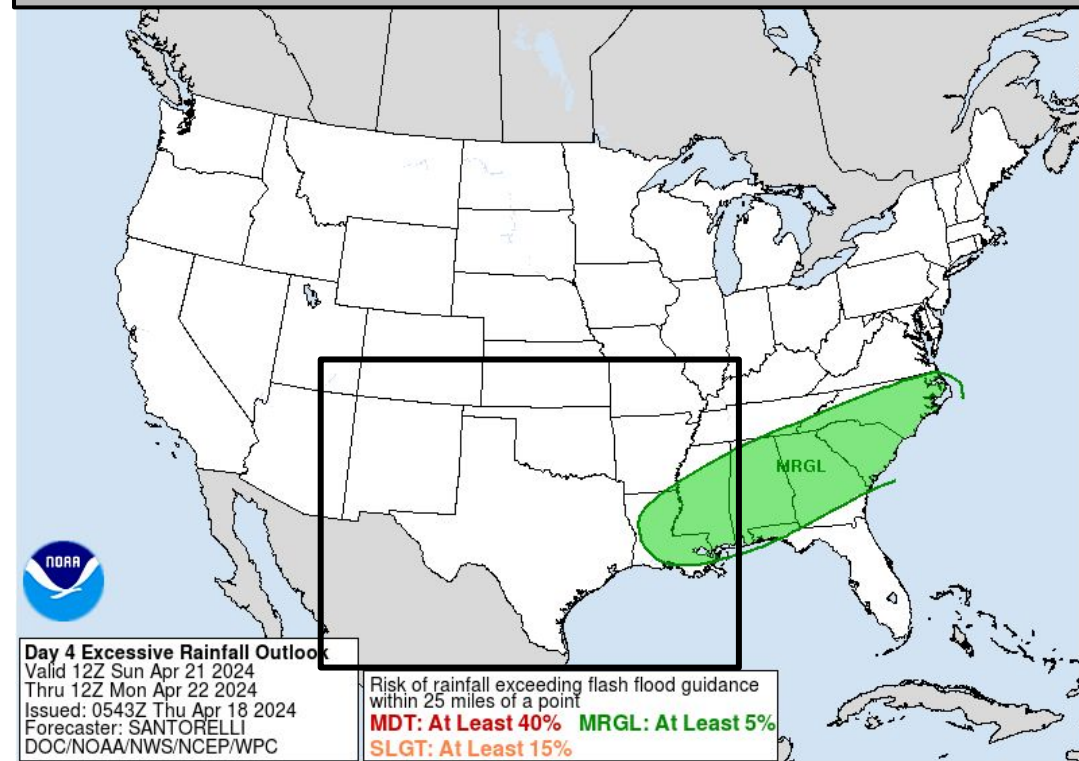 MRGL
NOAA
Day 4 Excessive Rainfall Outlook
Valid 12Z Sun Apr 21 2024
Thru 12Z Mon Apr 22 2024
Issued: 0543Z Thu Apr 18 2024
Forecaster: SANTORELLI
DOC/NOAA/NWS/NCEP/WPC
Risk of rainfall exceeding flash flood guidance
within 25 miles of a point
MDT: At Least 40% MRGL: At Least 5%
SLGT: At Least 15%